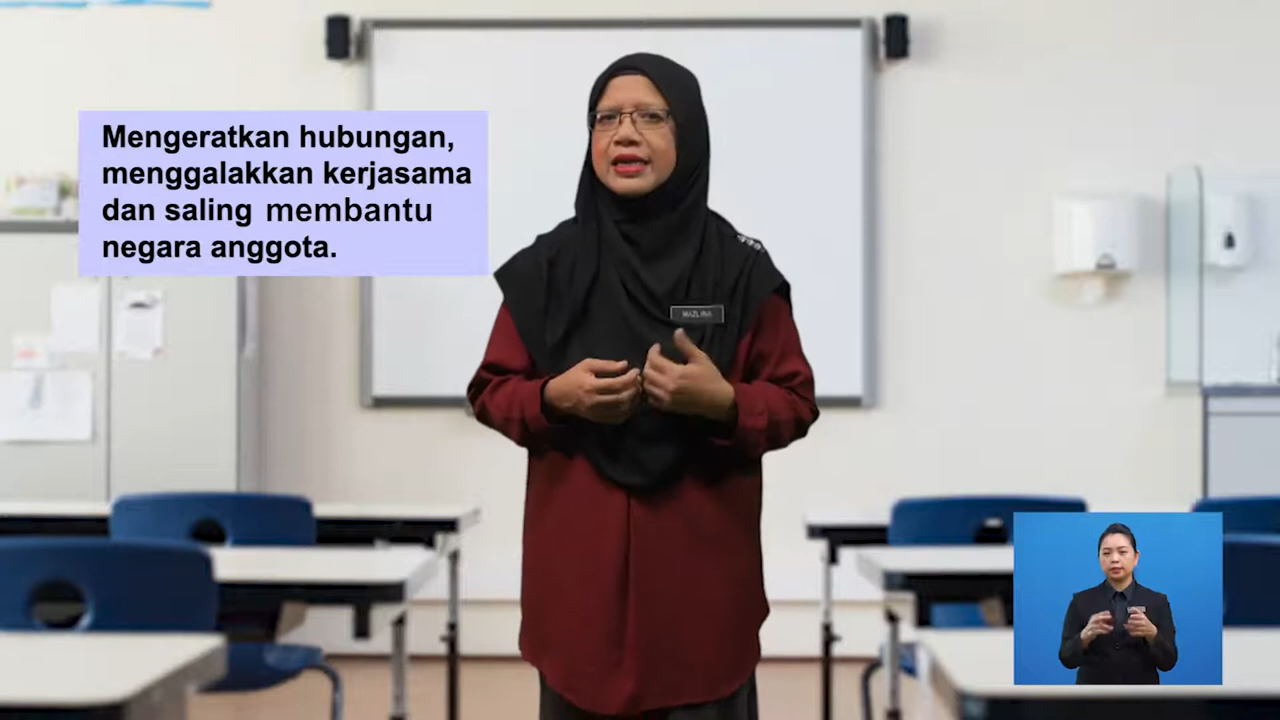 Mengeratkan hubungan,
menggalakkan kerjasama
dan saling membantu
negara anggota.
MAZLINA